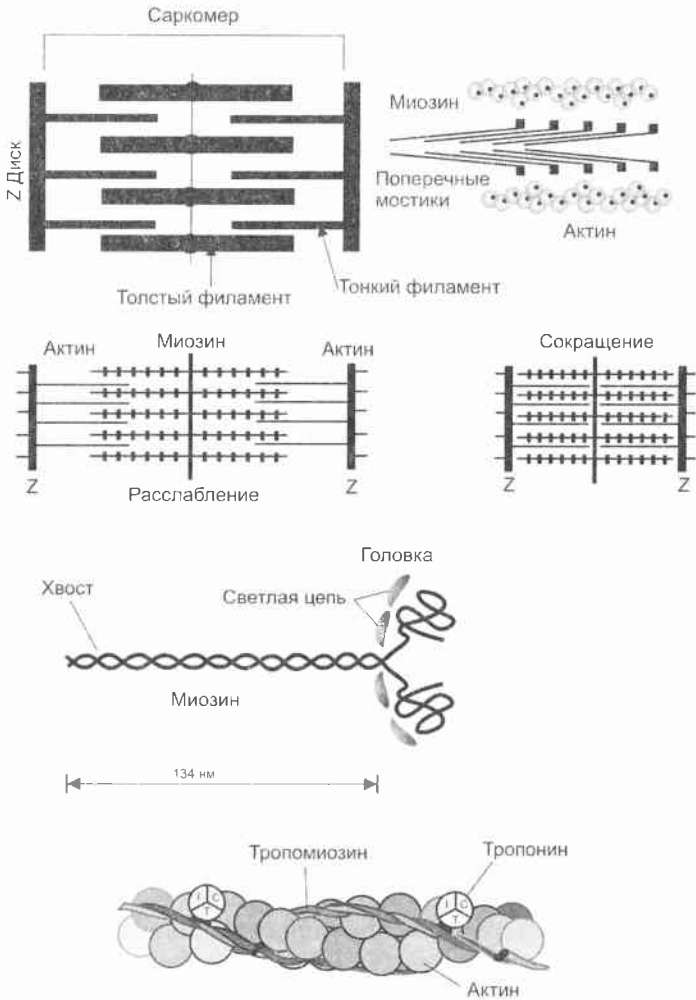 Саркомер
Z Диск
Миозин
Поперечные
мостики
Актин
Толстый филамент
Тонкий филамент
Актин
Миозин
Актин
Z
Расслабление
Z
Сокращение
Z
Z
Головка
Хвост
Светлая цепь
Миозин
134 нм
Тропомиозин
Тропонин
I C
T
I C
T
Актин